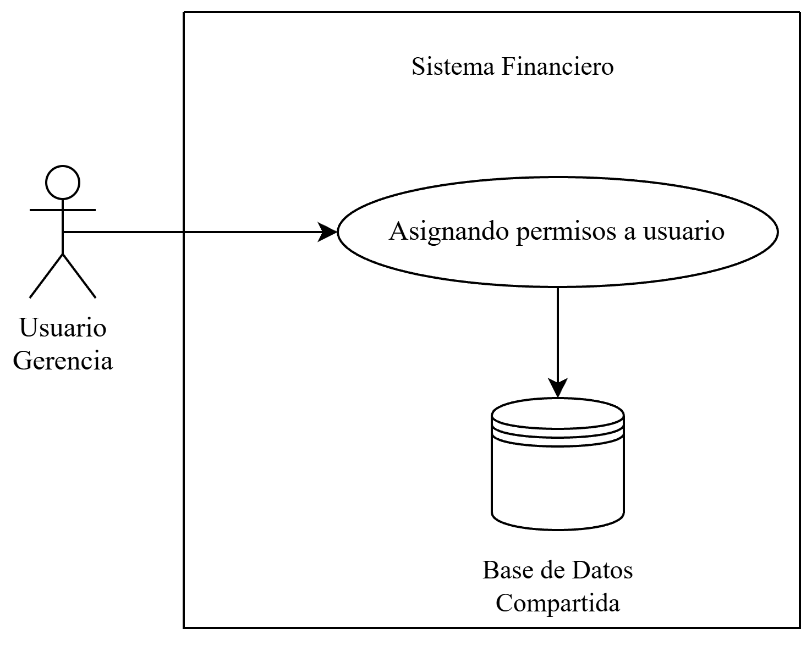 Sistema Financiero
Asignando permisos a usuario
Usuario
Gerencia
Base de Datos
Compartida